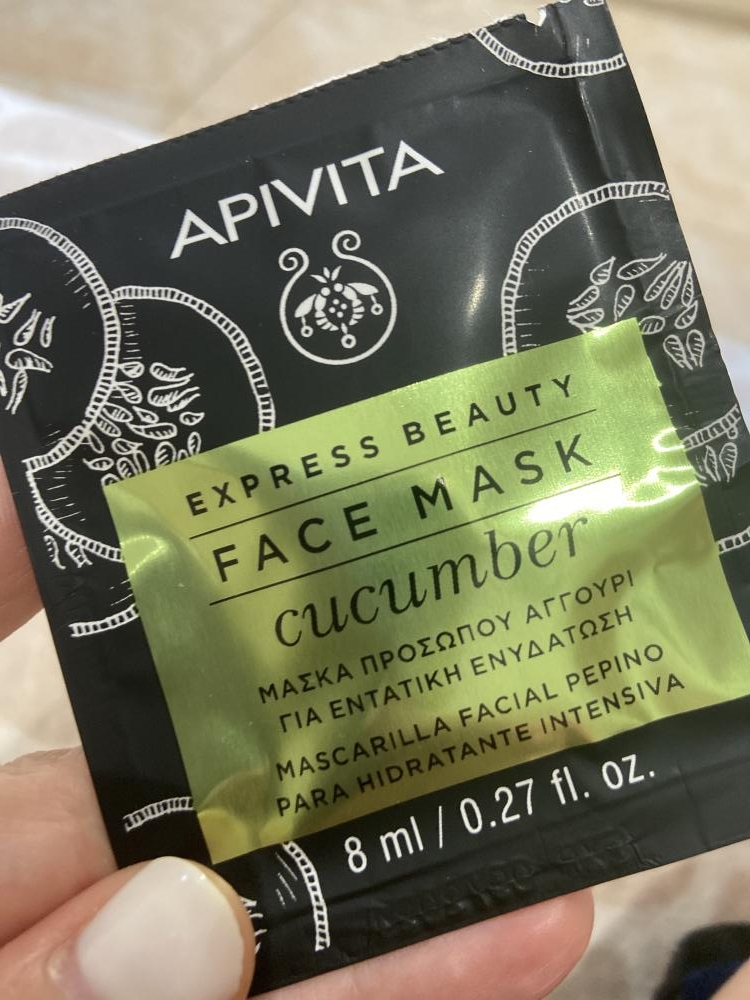 APIVITA
EXPRESS BEAUTY
FACE MASK
cucumber
ΜΑΣΚΑ ΠΡΟΣΩΠΟΥ ΑΓΓΟΥΡΙ
ΓΙΑ ΕΝΤΑΤΙΚΗ ΕΝΥΔΑΤΩΣΗ
MASCARILLA FACIAL PEPINO
PARA HIDRATANTE INTENSIVA
8 ml / 0.27 fl. oz.